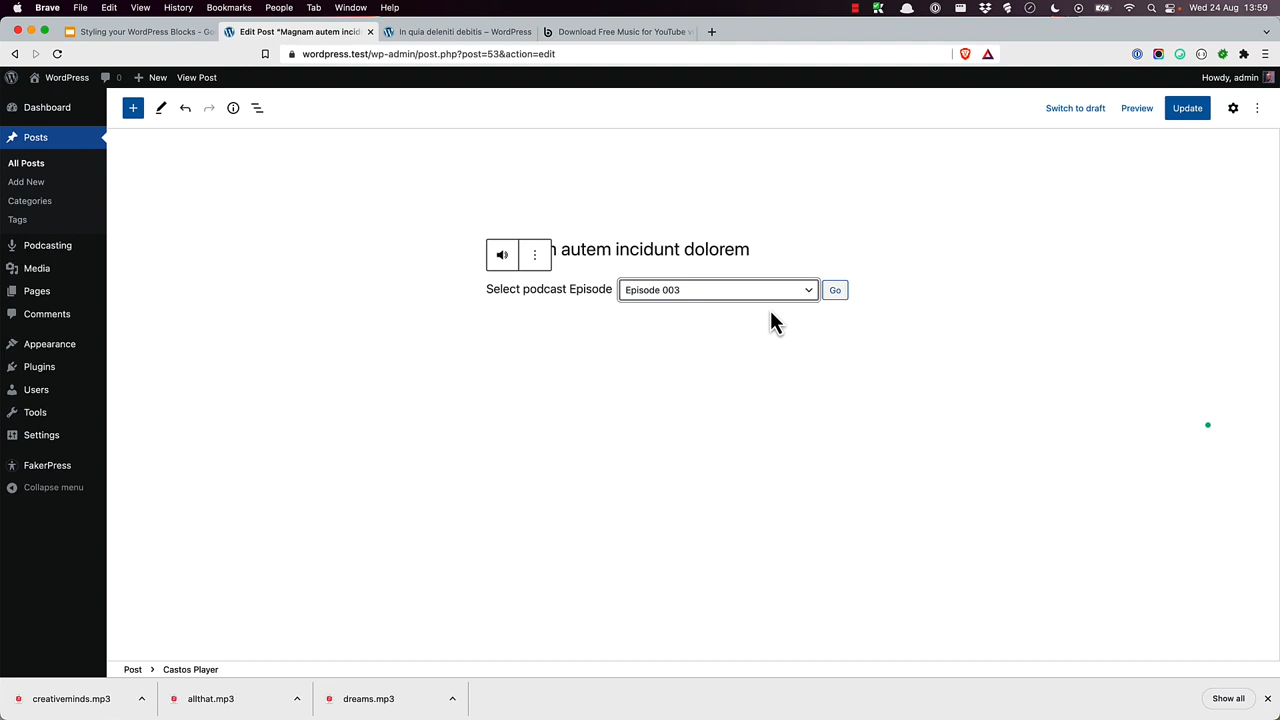 Brave File Edit View History Bookmarks People Tab Window Help Wed 24 Aug 13:59
Styling your WordPress Blocks - Go Edit Post “Magnam autem incid In quia deleniti debitis – WordPress Download Free Music for YouTube v
wordpress.test/wp-admin/post.php?post=53&action=edit
WordPress 0 New View Post Howdy, admin
Dashboard
Switch to draft Preview Update
Posts
All Posts
Add New
Categories
Tags
Podcasting
Media
Pages
Comments
Appearance
Plugins
Users
Tools
Settings
FakerPress
Collapse menu
autem incidunt dolorem
Select podcast Episode Episode 003 Go
Post Castos Player
creativeminds.mp3 allthat.mp3 dreams.mp3 Show all